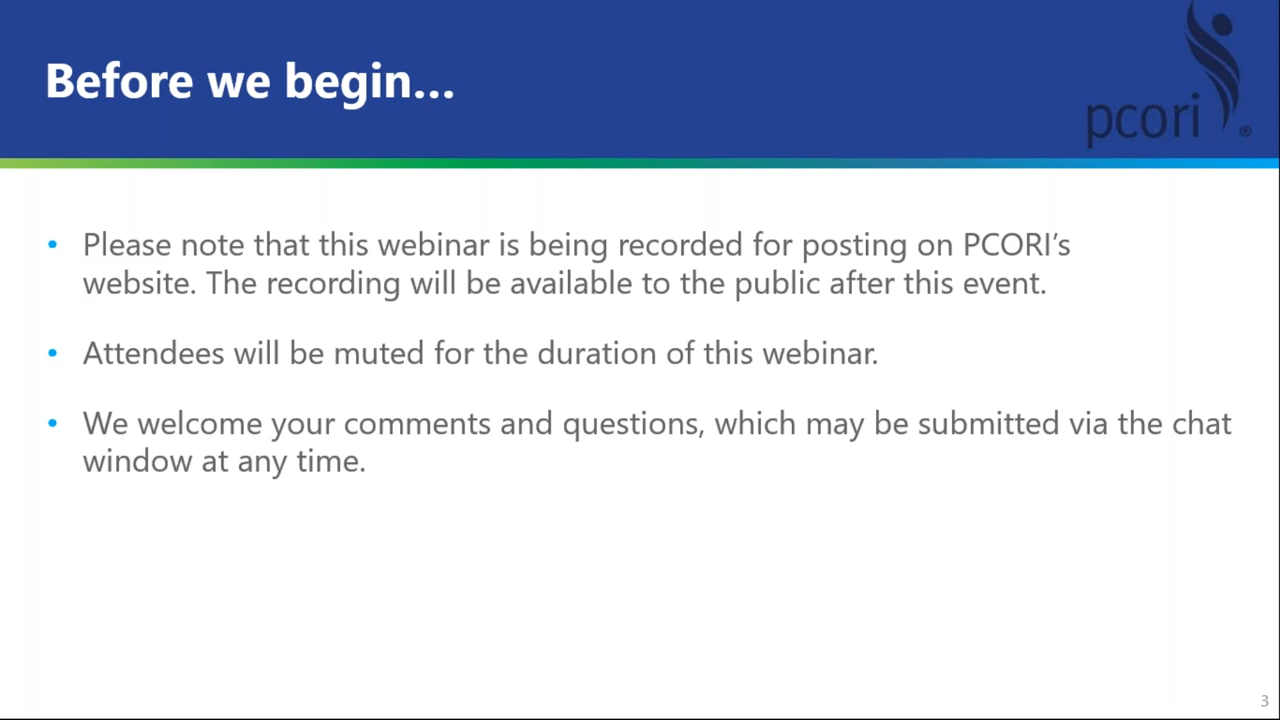 Before we begin...
pcori®
• Please note that this webinar is being recorded for posting on PCORI’s
website. The recording will be available to the public after this event.
• Attendees will be muted for the duration of this webinar.
• We welcome your comments and questions, which may be submitted via the chat
window at any time.
3